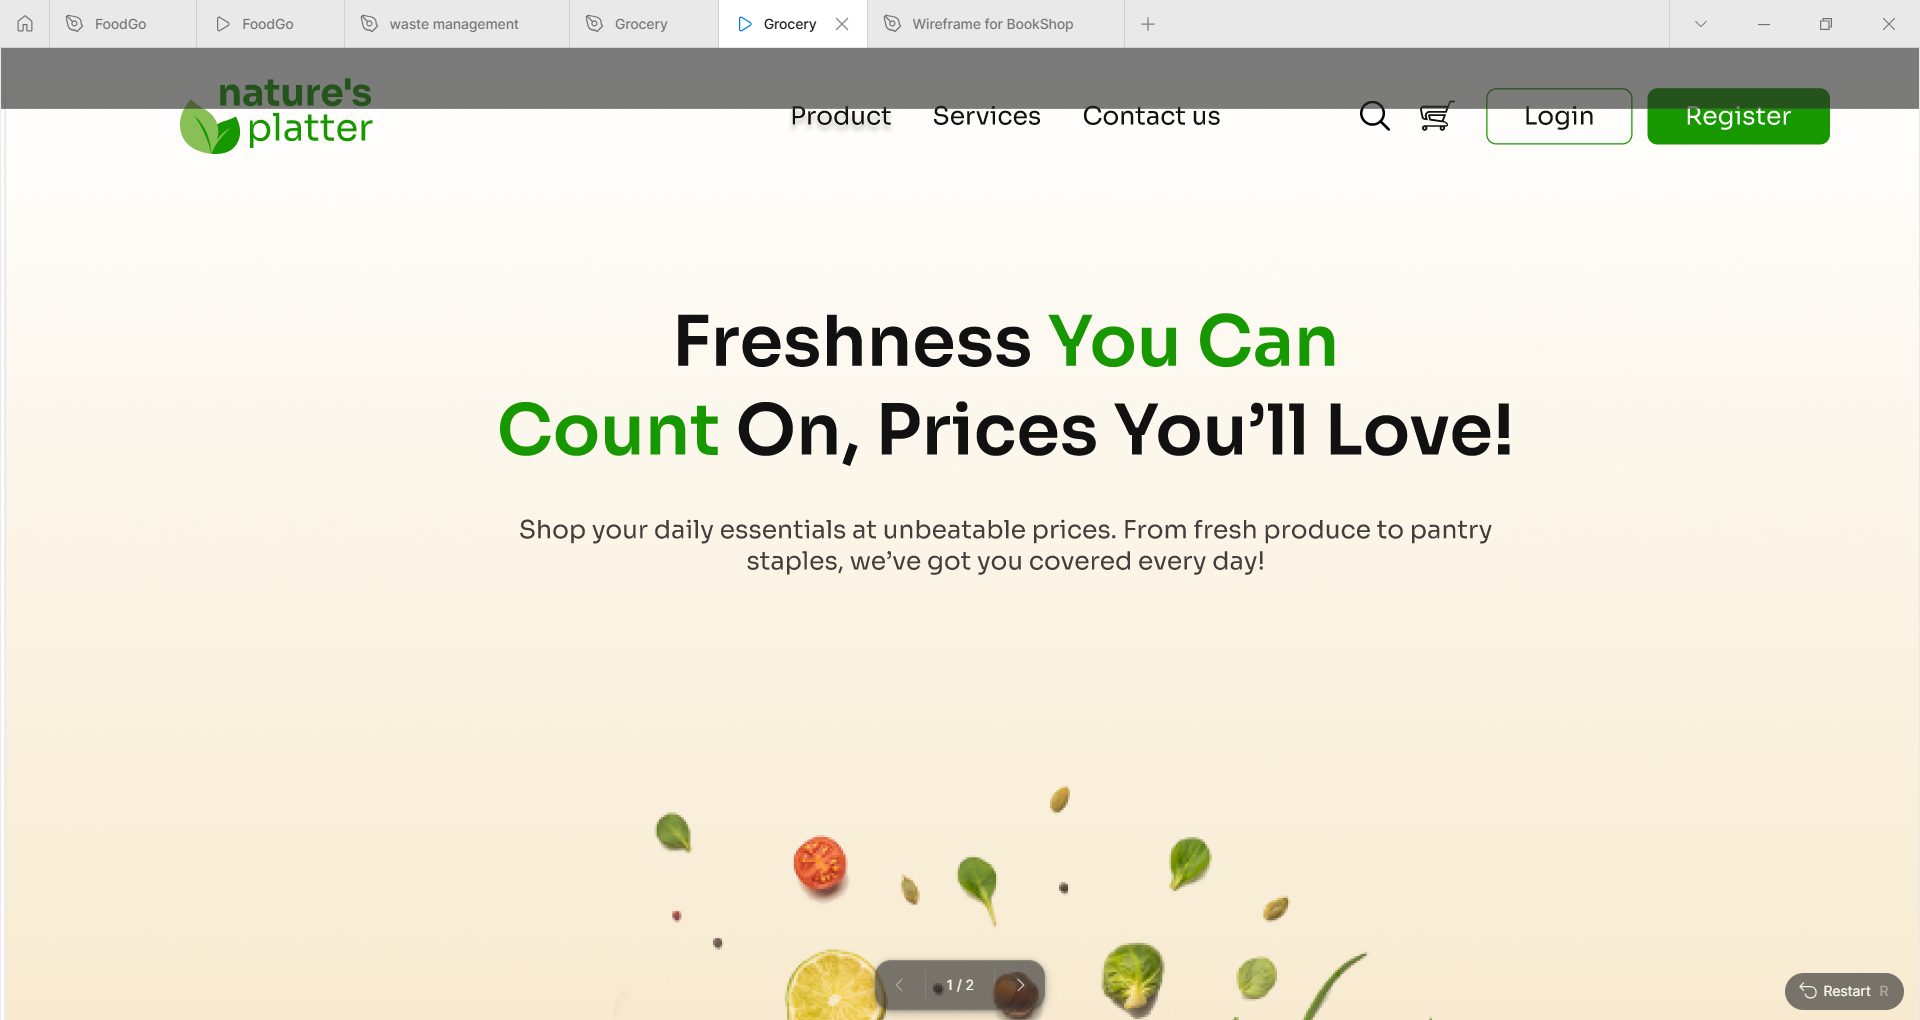 FoodGo
FoodGo
waste management
Grocery
Grocery
Wireframe for BookShop
nature's
platter
Product
Services
Contact us
Login
Register
Freshness You Can
Count On, Prices You’ll Love!
Shop your daily essentials at unbeatable prices. From fresh produce to pantry
staples, we’ve got you covered every day!
1 / 2
Restart R